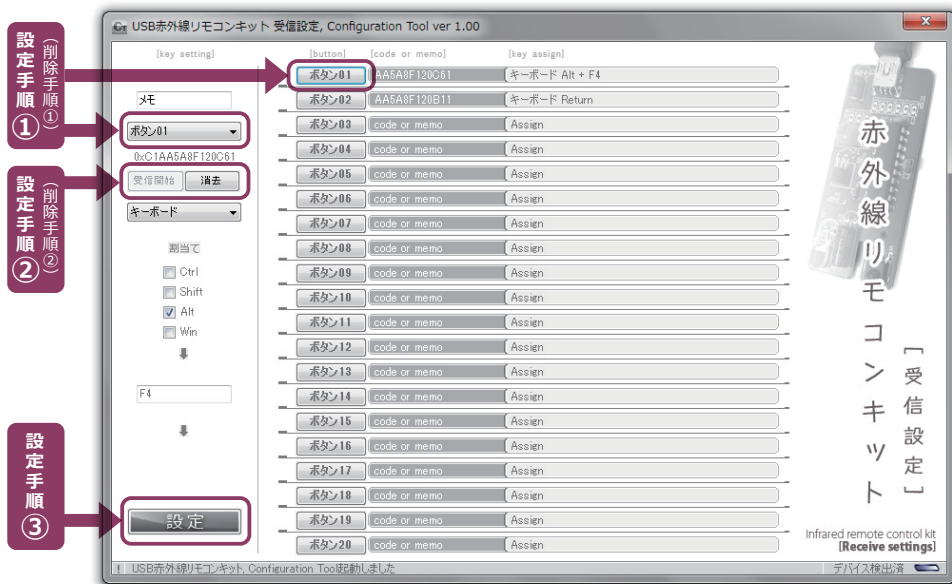 USB赤外線リモコンキット 受信設定, Configuration Tool ver 1.00
設定手順①
(削除手順①)
設定手順②
(削除手順②)
設定手順③
[key setting]
メモ
ボタン01
0xC1AA5A8F120C61
受信開始 消去
キーボード
割当て
Ctrl
Shift
Alt
Win
F4
設定
[button] [code or memo] [key assign]
ボタン01 AA5A8F120C61 キーボード Alt + F4
ボタン02 AA5A8F120B11 キーボード Return
ボタン03 code or memo Assign
ボタン04 code or memo Assign
ボタン05 code or memo Assign
ボタン06 code or memo Assign
ボタン07 code or memo Assign
ボタン08 code or memo Assign
ボタン09 code or memo Assign
ボタン10 code or memo Assign
ボタン11 code or memo Assign
ボタン12 code or memo Assign
ボタン13 code or memo Assign
ボタン14 code or memo Assign
ボタン15 code or memo Assign
ボタン16 code or memo Assign
ボタン17 code or memo Assign
ボタン18 code or memo Assign
ボタン19 code or memo Assign
ボタン20 code or memo Assign
赤外線リモコンキット
[受信設定]
Infrared remote control kit
[Receive settings]
! USB赤外線リモコンキット, Configuration Tool起動しました
デバイス検出済